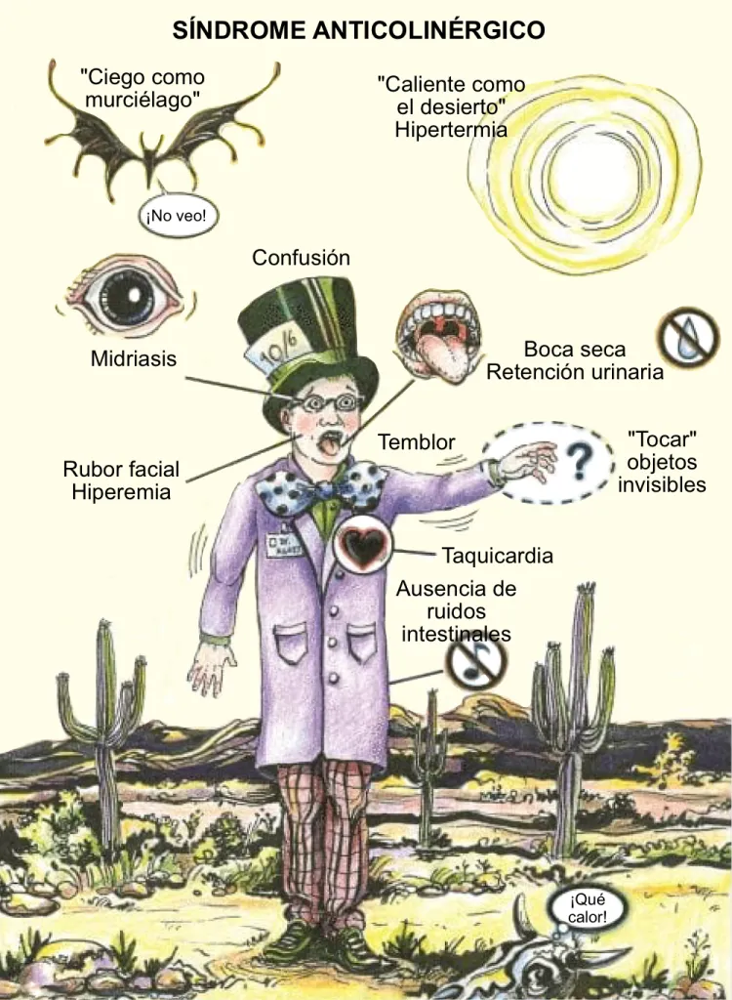 SÍNDROME ANTICOLINÉRGICO
"Ciego como
murciélago"
"Caliente como
el desierto"
Hipertermia
¡No veo!
Confusión
10/6
Midriasis
Boca seca
Retención urinaria
Temblor
?
"Tocar"
objetos
invisibles
Rubor facial
Hiperemia
DR.
Taquicardia
Ausencia de
ruidos
intestinales
¡Qué
calor!